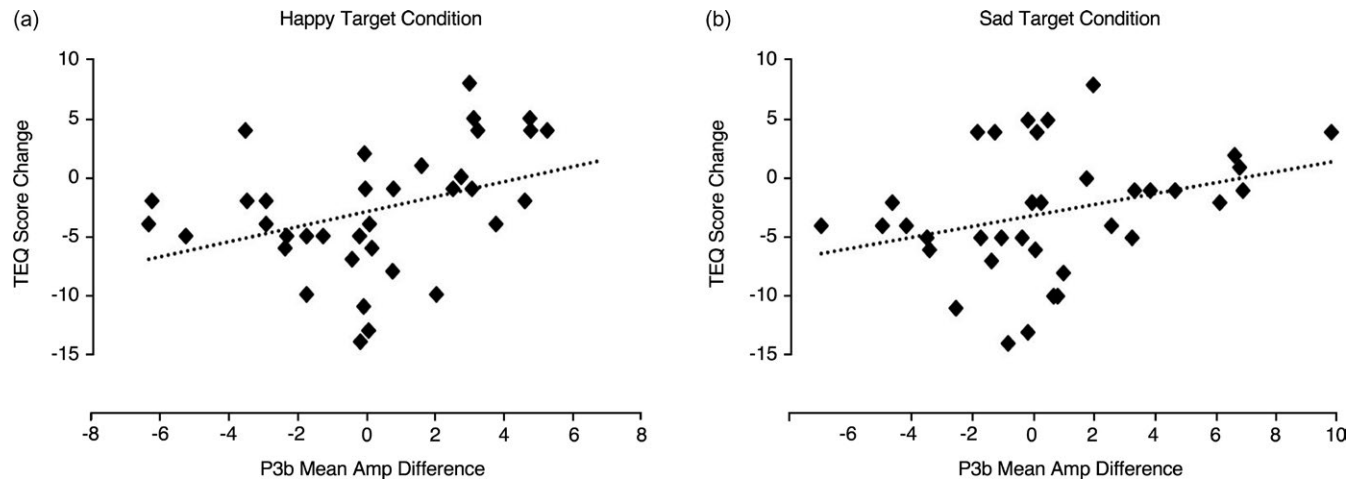 (a)
Happy Target Condition
10
5
0
-5
-10
-15
TEQ Score Change
-8 -6 -4 -2 0 2 4 6 8
P3b Mean Amp Difference
(b)
Sad Target Condition
10
5
0
-5
-10
-15
TEQ Score Change
-6 -4 -2 0 2 4 6 8 10
P3b Mean Amp Difference